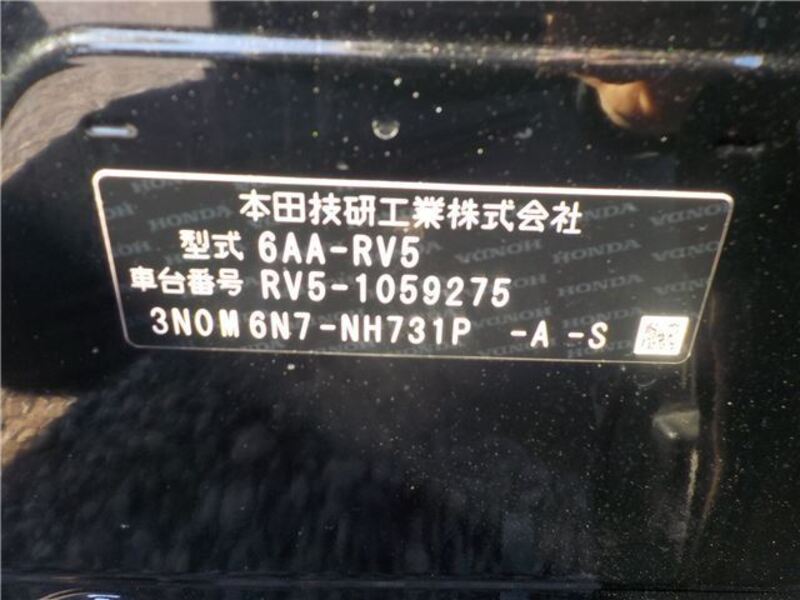 本田技研工業株式会社
型式 6AA-RV5
車台番号 RV5-1059275
3N0M6N7-NH731P -A -S